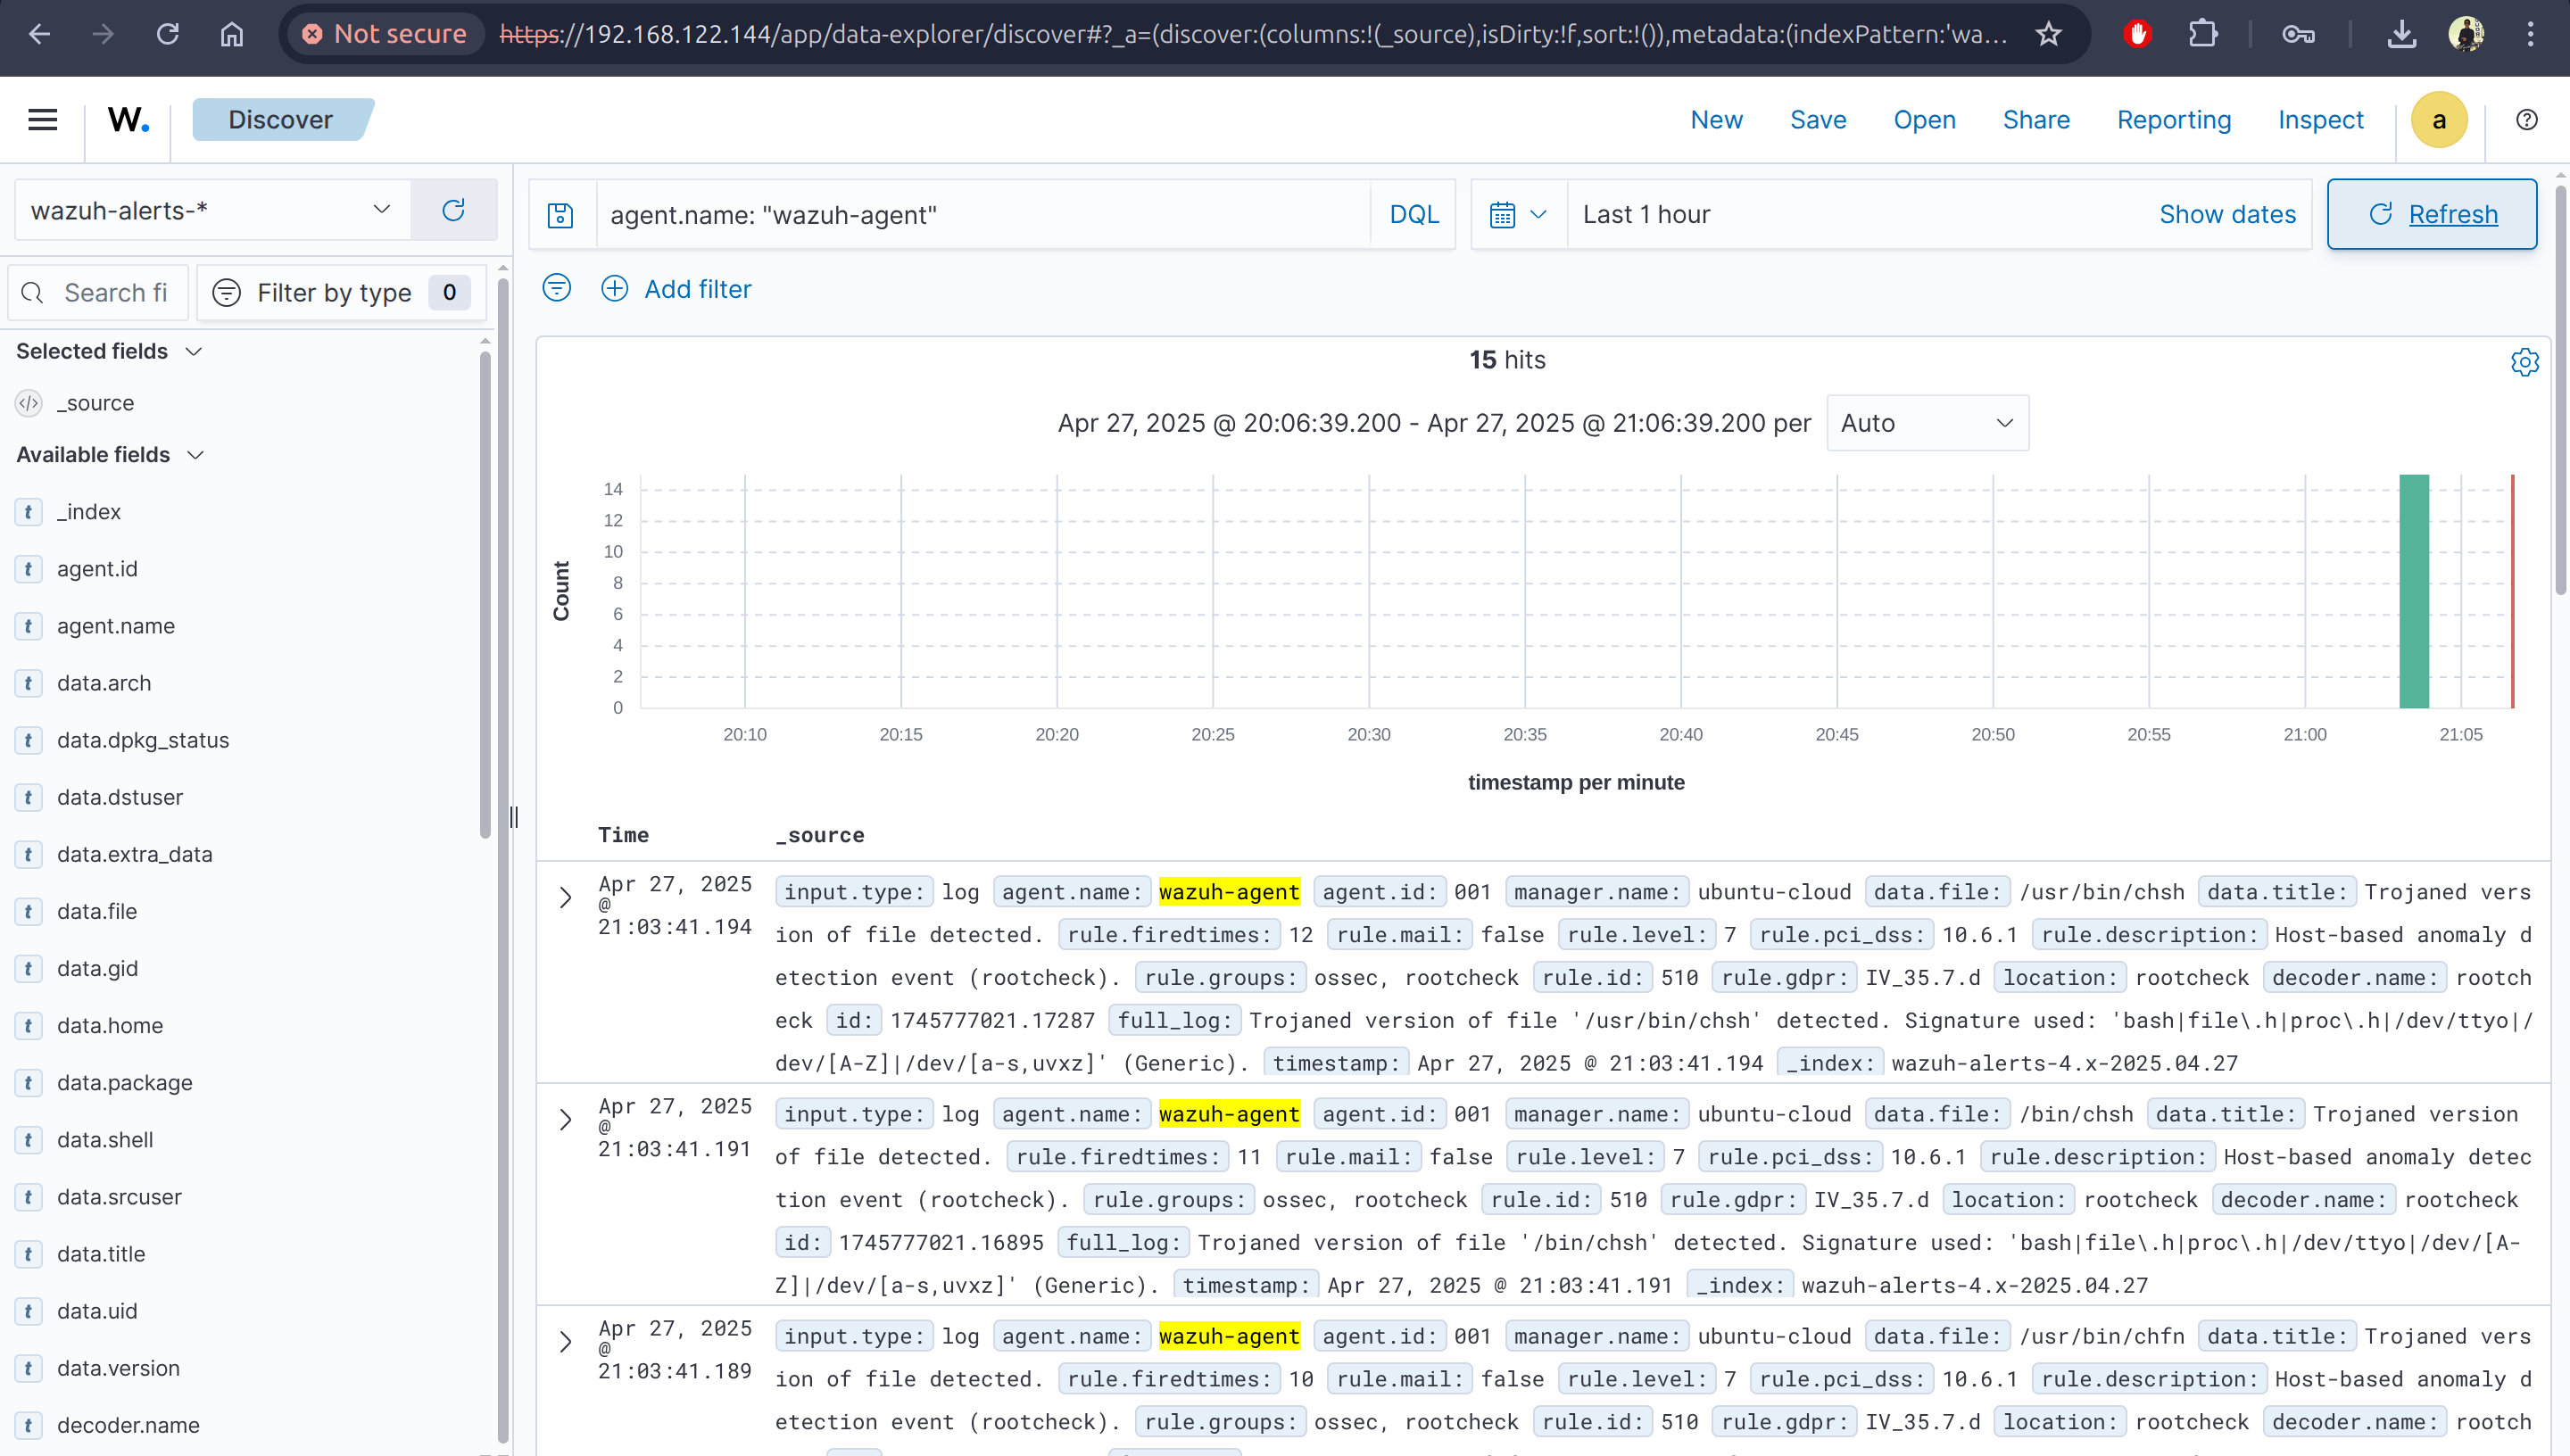 Not secure https://192.168.122.144/app/data-explorer/discover#?_a=(discover:(columns:!(_source),isDirty:!f,sort:!()),metadata:(indexPattern:'wa...
W. Discover New Save Open Share Reporting Inspect a
wazuh-alerts-*
agent.name: "wazuh-agent" DQL Last 1 hour Show dates Refresh
Search fi Filter by type 0
Add filter
Selected fields
_source
Available fields
_index
agent.id
agent.name
data.arch
data.dpkg_status
data.dstuser
data.extra_data
data.file
data.gid
data.home
data.package
data.shell
data.srcuser
data.title
data.uid
data.version
decoder.name
15 hits
Apr 27, 2025 @ 20:06:39.200 - Apr 27, 2025 @ 21:06:39.200 per Auto
Count
14
12
10
8
6
4
2
0
20:10 20:15 20:20 20:25 20:30 20:35 20:40 20:45 20:50 20:55 21:00 21:05
timestamp per minute
Time _source
Apr 27, 2025
@
21:03:41.194
input.type: log agent.name: wazuh-agent agent.id: 001 manager.name: ubuntu-cloud data.file: /usr/bin/chsh data.title: Trojaned vers
ion of file detected. rule.firedtimes: 12 rule.mail: false rule.level: 7 rule.pci_dss: 10.6.1 rule.description: Host-based anomaly d
etection event (rootcheck). rule.groups: ossec, rootcheck rule.id: 510 rule.gdpr: IV_35.7.d location: rootcheck decoder.name: rootch
eck id: 1745777021.17287 full_log: Trojaned version of file '/usr/bin/chsh' detected. Signature used: 'bash|file\.h|proc\.h|/dev/ttyo|/
dev/[A-Z]|/dev/[a-s,uvxz]' (Generic). timestamp: Apr 27, 2025 @ 21:03:41.194 _index: wazuh-alerts-4.x-2025.04.27
Apr 27, 2025
@
21:03:41.191
input.type: log agent.name: wazuh-agent agent.id: 001 manager.name: ubuntu-cloud data.file: /bin/chsh data.title: Trojaned version
of file detected. rule.firedtimes: 11 rule.mail: false rule.level: 7 rule.pci_dss: 10.6.1 rule.description: Host-based anomaly detec
tion event (rootcheck). rule.groups: ossec, rootcheck rule.id: 510 rule.gdpr: IV_35.7.d location: rootcheck decoder.name: rootcheck
id: 1745777021.16895 full_log: Trojaned version of file '/bin/chsh' detected. Signature used: 'bash|file\.h|proc\.h|/dev/ttyo|/dev/[A-
Z]|/dev/[a-s,uvxz]' (Generic). timestamp: Apr 27, 2025 @ 21:03:41.191 _index: wazuh-alerts-4.x-2025.04.27
Apr 27, 2025
@
21:03:41.189
input.type: log agent.name: wazuh-agent agent.id: 001 manager.name: ubuntu-cloud data.file: /usr/bin/chfn data.title: Trojaned vers
ion of file detected. rule.firedtimes: 10 rule.mail: false rule.level: 7 rule.pci_dss: 10.6.1 rule.description: Host-based anomaly d
etection event (rootcheck). rule.groups: ossec, rootcheck rule.id: 510 rule.gdpr: IV_35.7.d location: rootcheck decoder.name: rootch